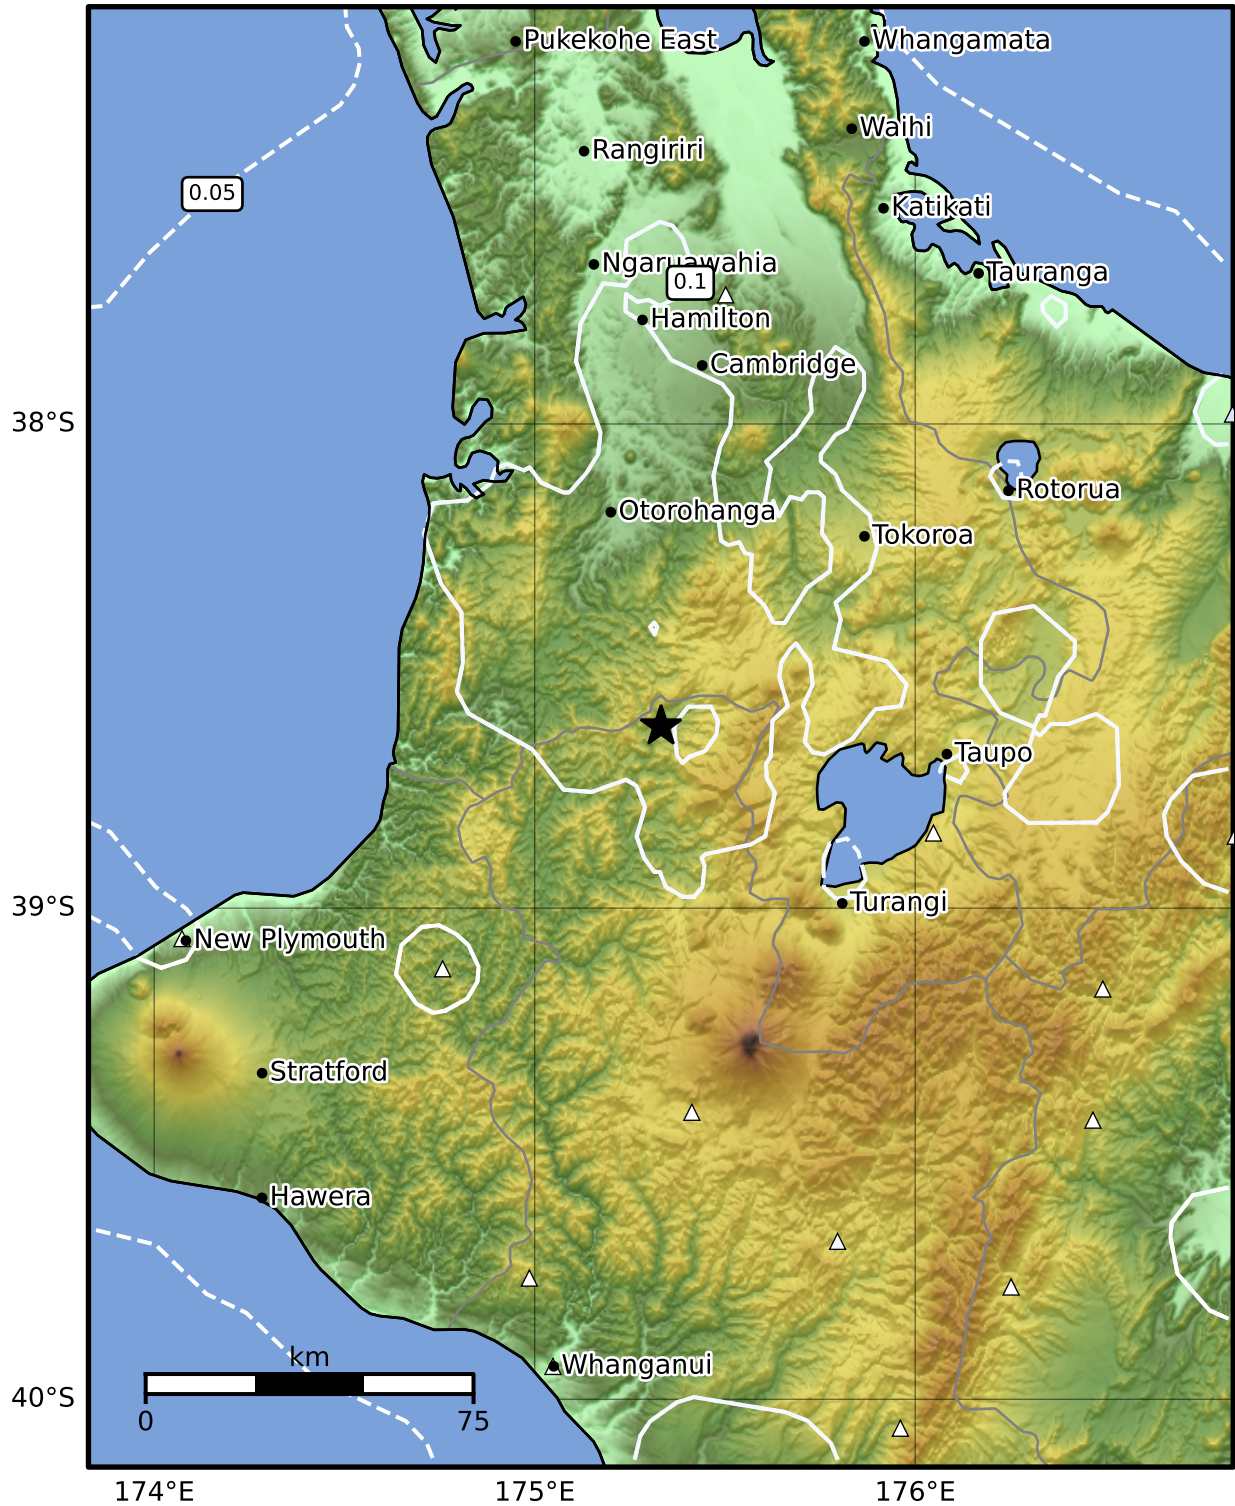 Pukekohe East
Whangamata
Waihi
Rangiriri
0.05
Katikati
Ngaruawahia
Tauranga
0.1
Hamilton
Cambridge
38°S
Rotorua
Otorohanga
Tokoroa
Taupo
39°S
Turangi
New Plymouth
Stratford
Hawera
km
Whanganui
40°S
0
75
174°E
175°E
176°E